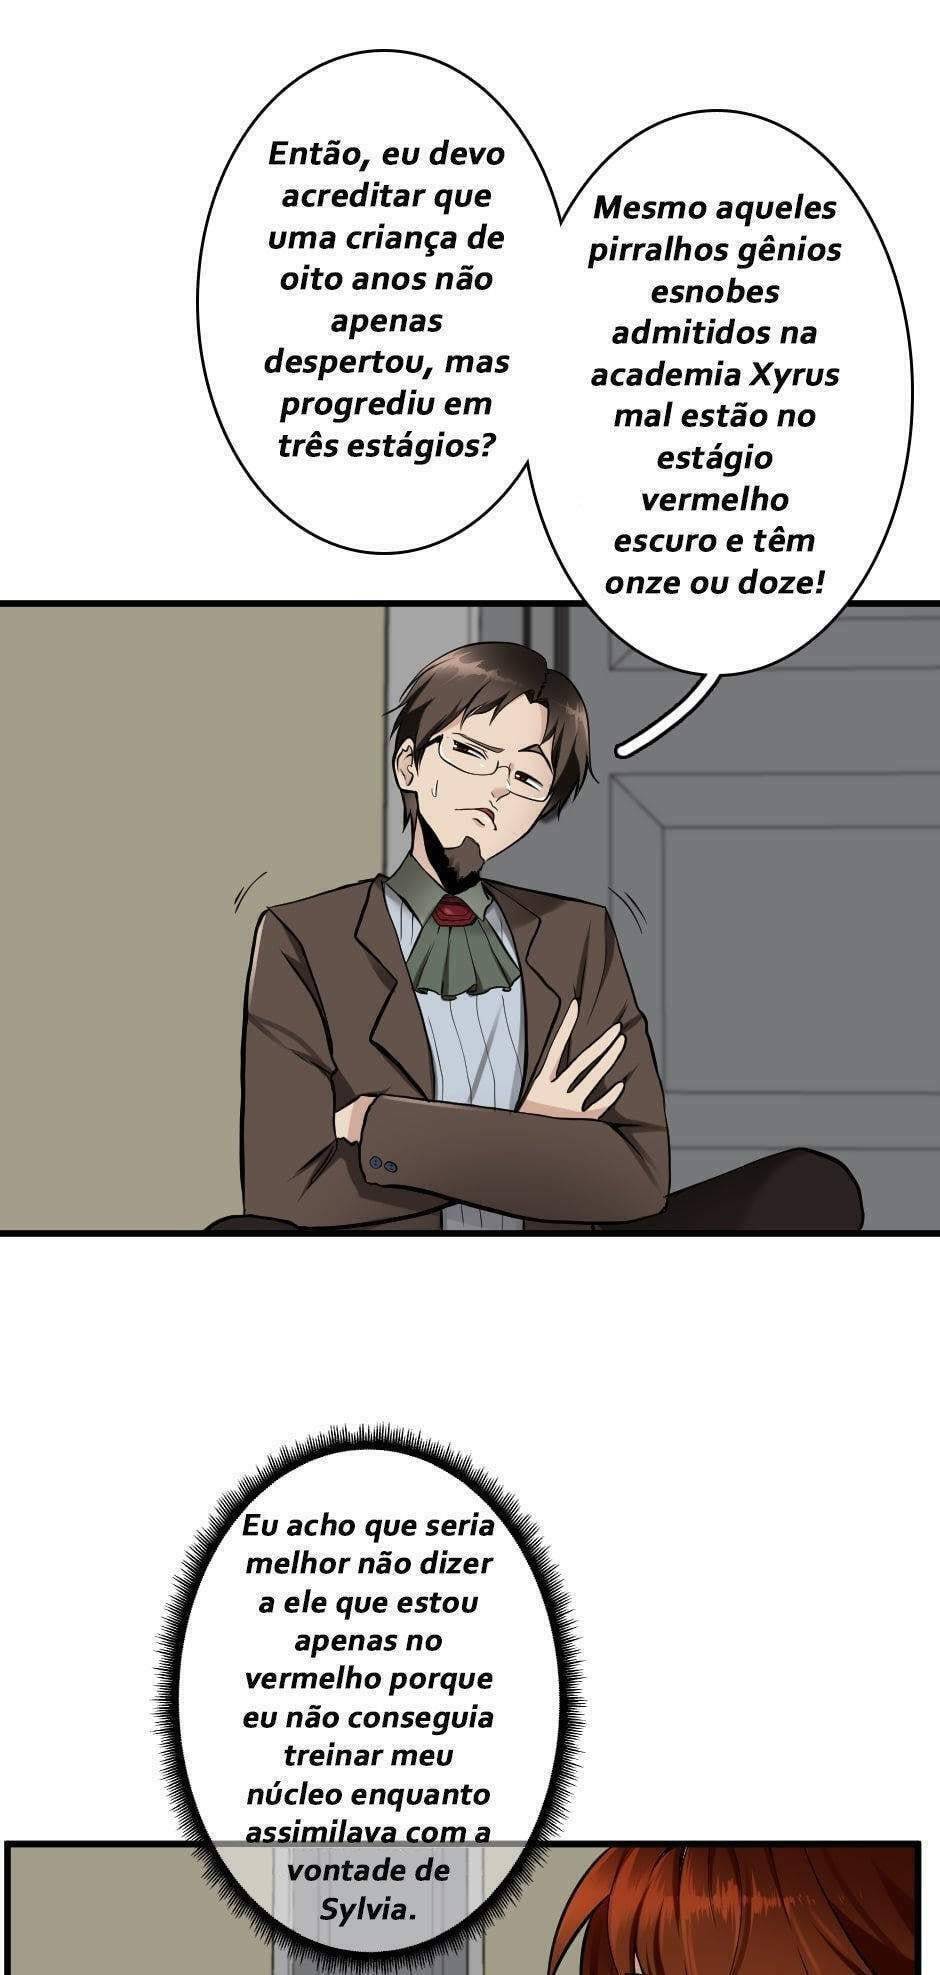 Então, eu devo
acreditar que
uma criança de
oito anos não
apenas
despertou, mas
progrediu em
três estágios?
Mesmo aqueles
pirralhos gênios
esnobes
admitidos na
academia Xyrus
mal estão no
estágio
vermelho
escuro e têm
onze ou doze!
Eu acho que seria
melhor não dizer
a ele que estou
apenas no
vermelho porque
eu não conseguia
treinar meu
núcleo enquanto
assimilava com a
vontade de
Sylvia.